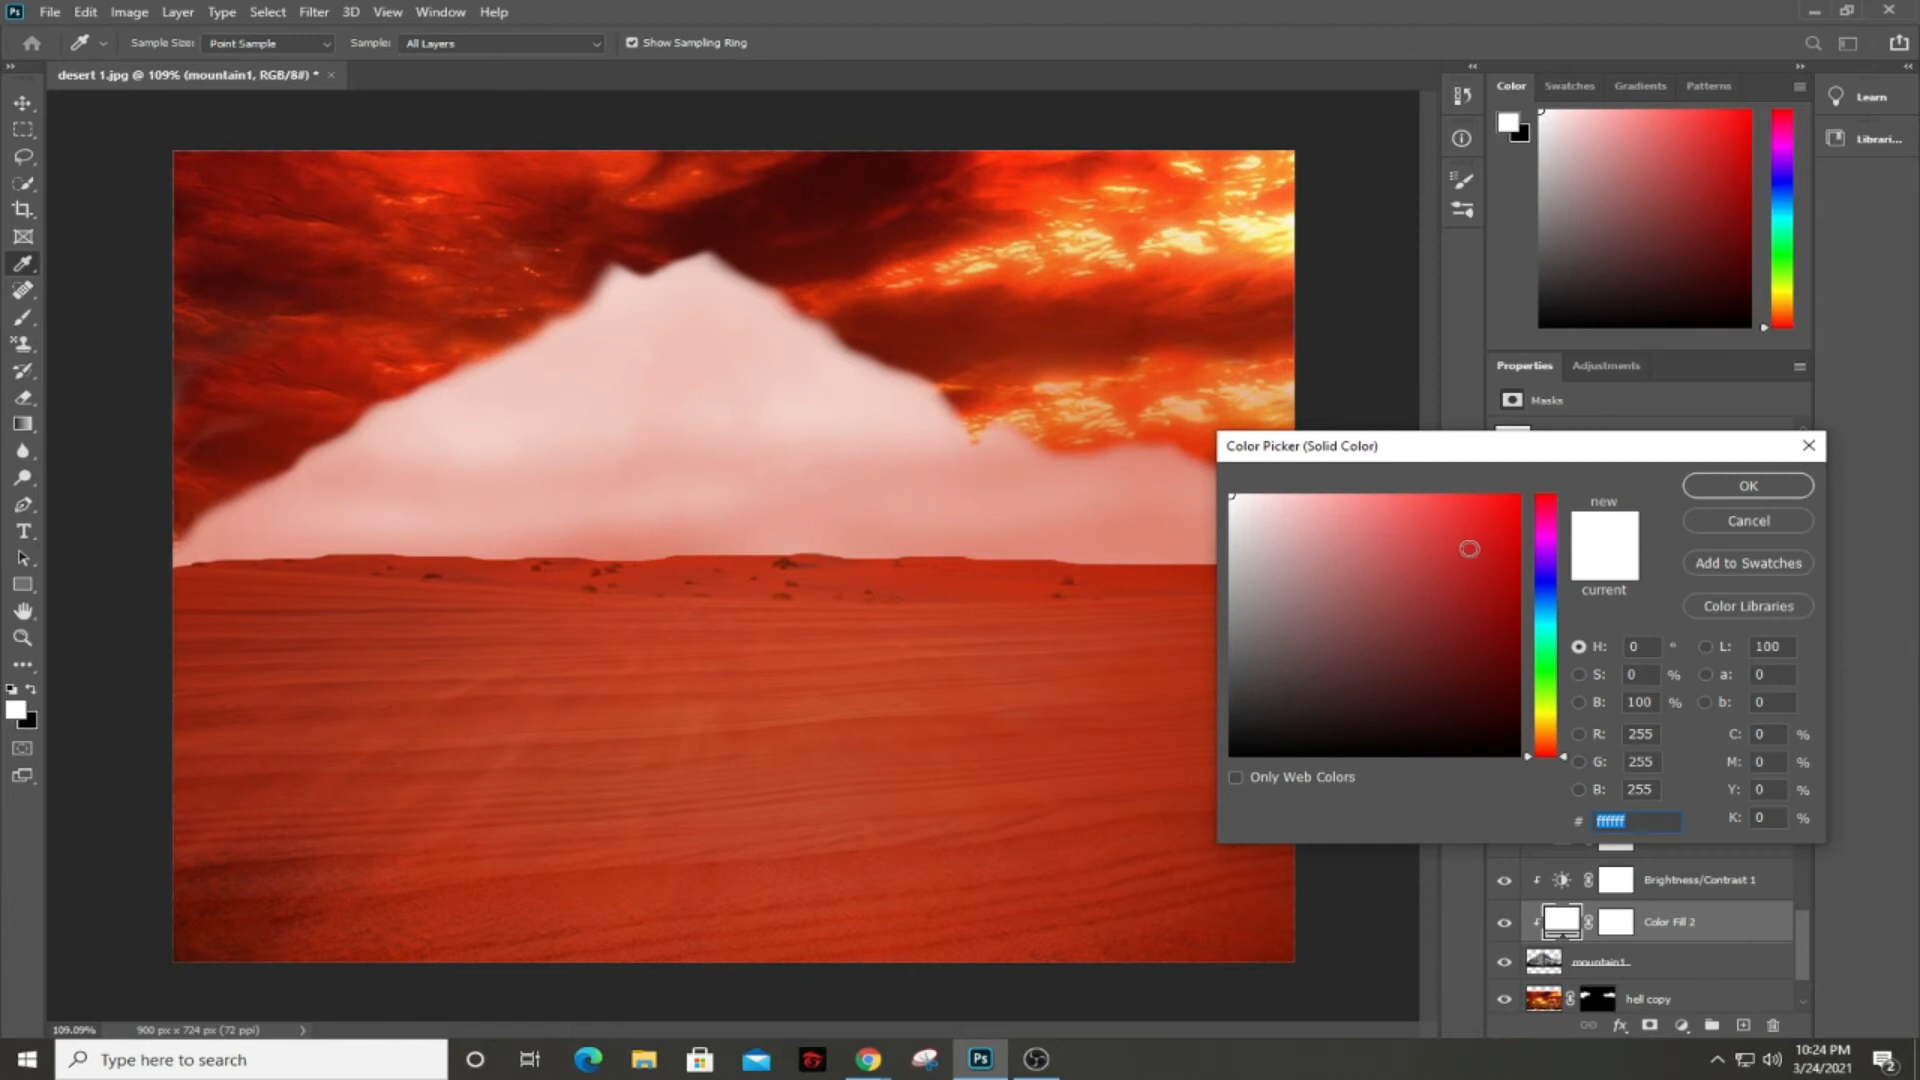 Ps File Edit Image Layer Type Select Filter 3D View Window Help
Sample Size: Point Sample Sample: All Layers Show Sampling Ring
desert 1.jpg @ 109% (mountain1, RGB/8#) * ×
Color Swatches Gradients Patterns
Learn
Librari...
Properties Adjustments
Masks
Color Picker (Solid Color)
new
current
OK
Cancel
Add to Swatches
Color Libraries
H: 0 ° L: 100
S: 0 % a: 0
B: 100 % b: 0
R: 255 C: 0 %
G: 255 M: 0 %
B: 255 Y: 0 %
# ffffff K: 0 %
Only Web Colors
Brightness/Contrast 1
Color Fill 2
mountain1
hell copy
fx
109.09% 900 px x 724 px (72 ppi)
Type here to search
Ps
10:24 PM
3/24/2021
2